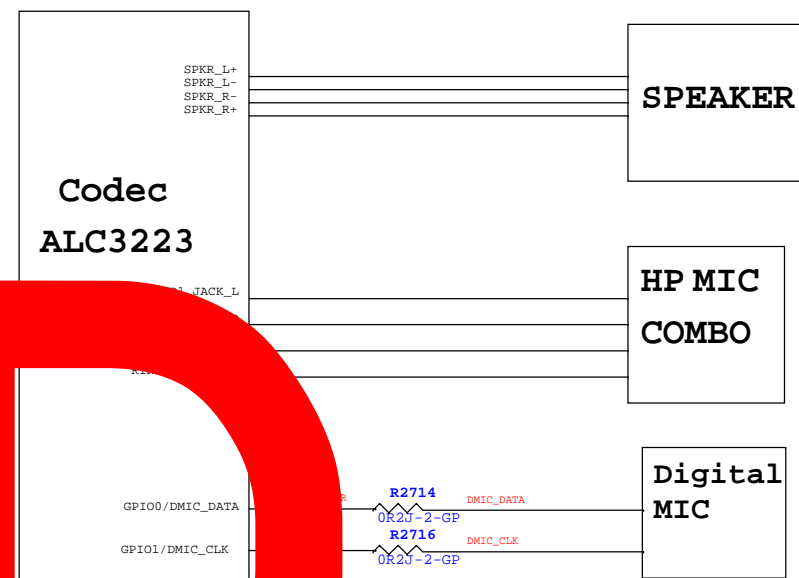 SPKR_L+
SPKR_L-
SPKR_R-
SPKR_R+
SPEAKER
Codec
ALC3223
JACK_L
HP MIC
COMBO
Digital
MIC
GPIO0/DMIC_DATA
R2714
0R2J-2-GP
DMIC_DATA
GPIO1/DMIC_CLK
R2716
0R2J-2-GP
DMIC_CLK